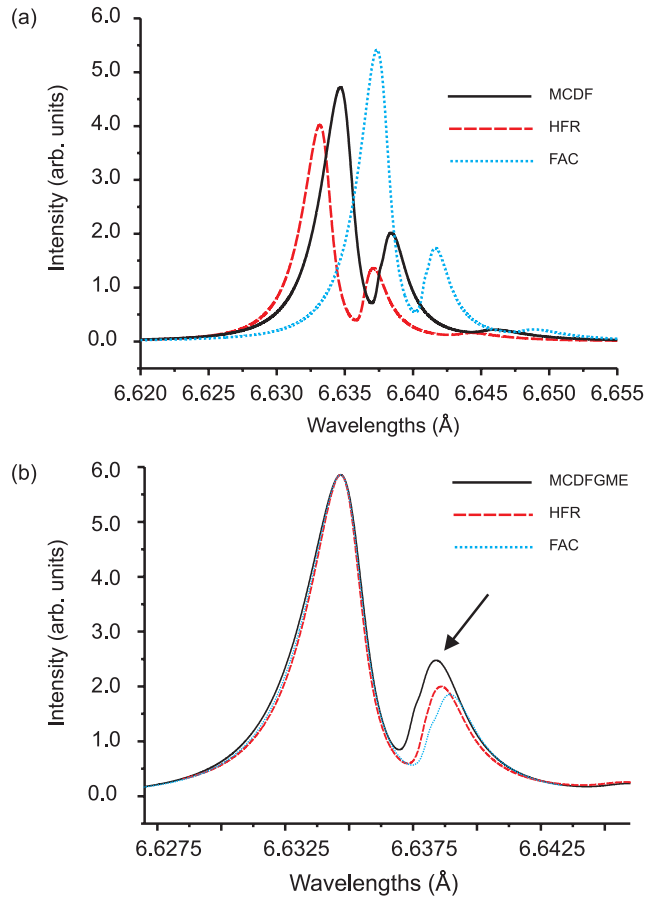 (a)
6.0
5.0
4.0
3.0
2.0
1.0
0.0
Intensity (arb. units)
MCDF
HFR
FAC
6.620 6.625 6.630 6.635 6.640 6.645 6.650 6.655
Wavelengths (Å)
(b)
6.0
5.0
4.0
3.0
2.0
1.0
0.0
Intensity (arb. units)
MCDFGME
HFR
FAC
6.6275 6.6325 6.6375 6.6425
Wavelengths (Å)